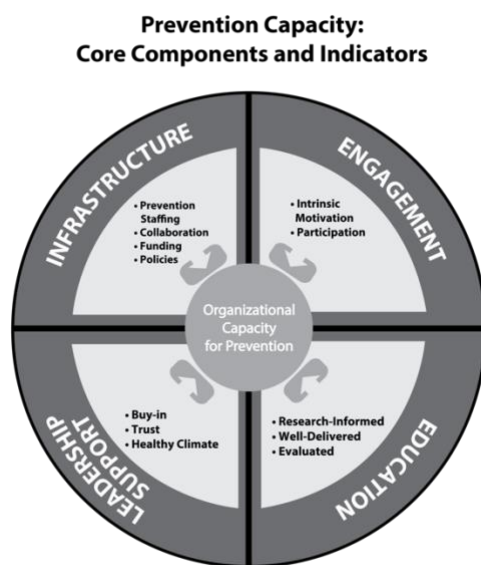 Prevention Capacity:
Core Components and Indicators
INFRASTRUCTURE
• Prevention
Staffing
• Collaboration
• Funding
• Policies
ENGAGEMENT
• Intrinsic
Motivation
• Participation
Organizational
Capacity
for Prevention
LEADERSHIP
SUPPORT
• Buy-in
• Trust
• Healthy Climate
EDUCATION
• Research-Informed
• Well-Delivered
• Evaluated